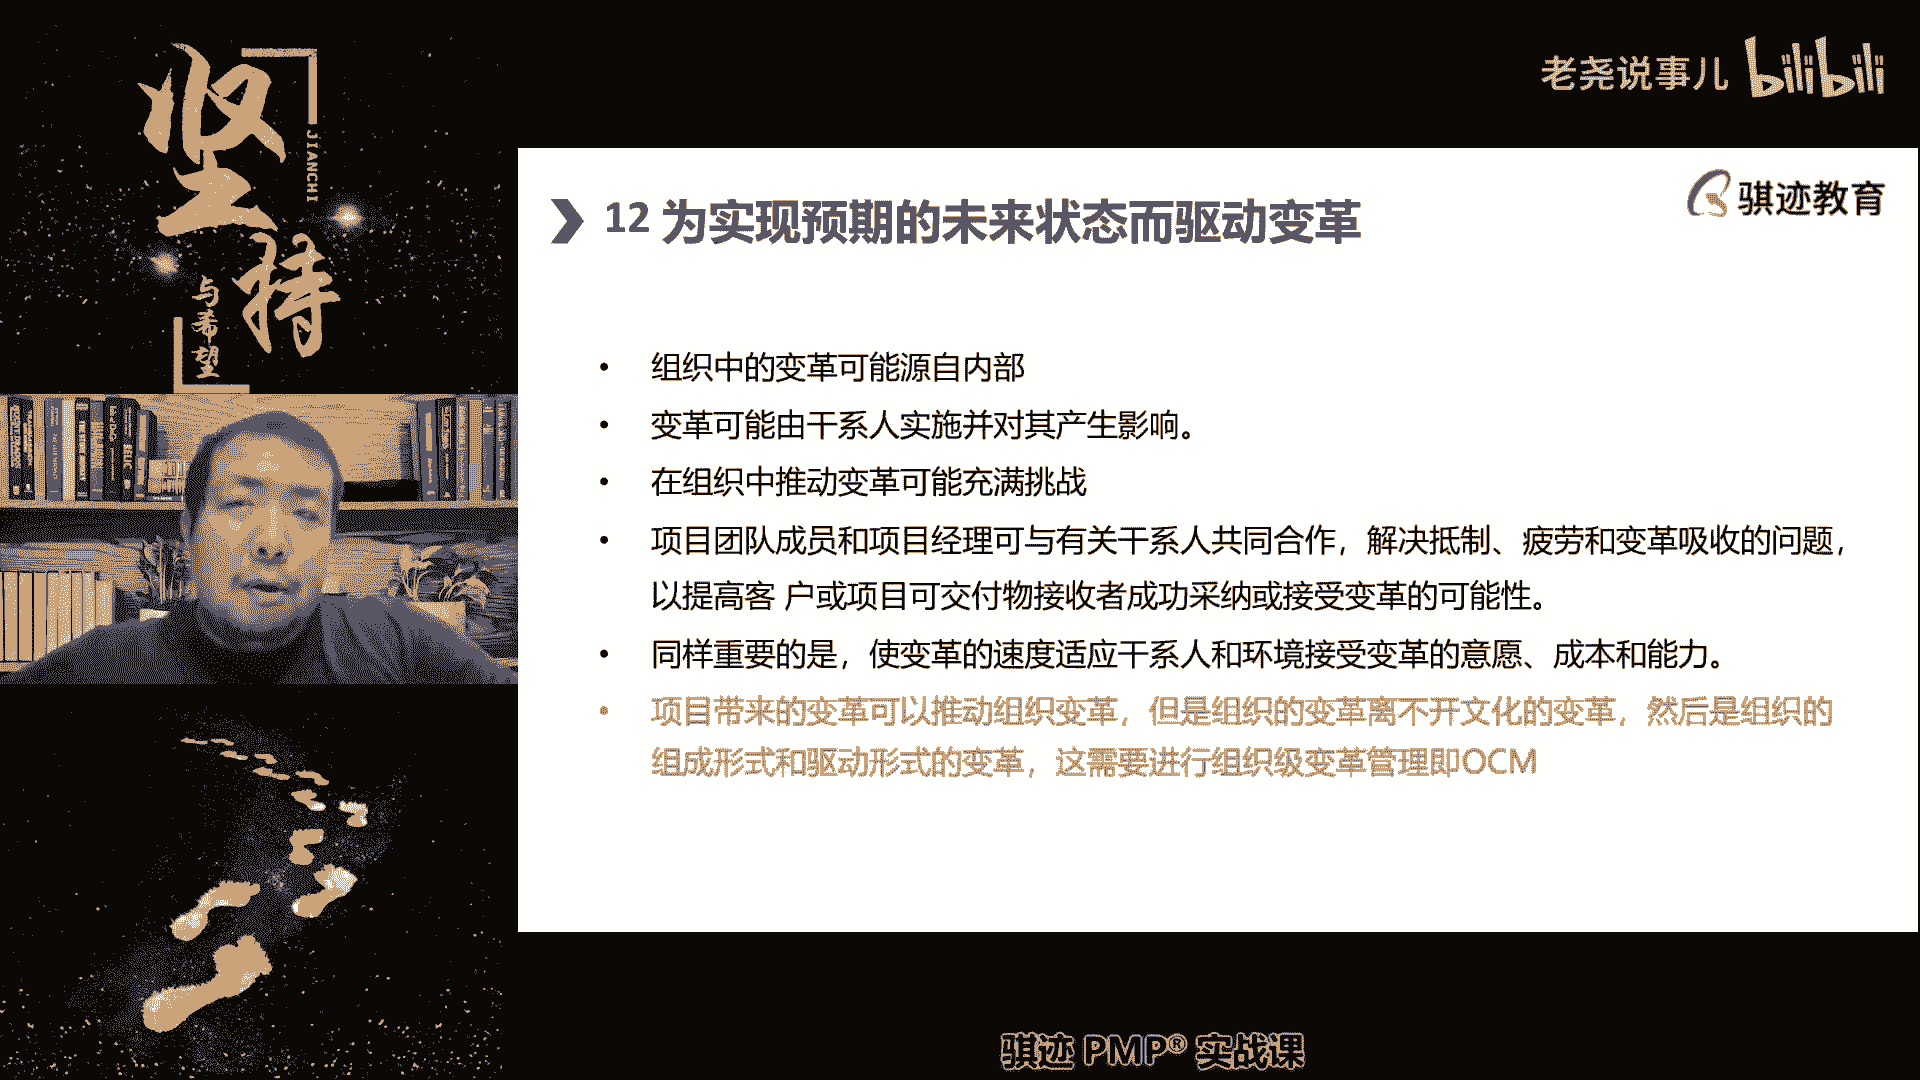 坚持
JIANCHI
与希望
老尧说事儿 bilibili
骐迹教育
12 为实现预期的未来状态而驱动变革
• 组织中的变革可能源自内部
• 变革可能由干系人实施并对其产生影响。
• 在组织中推动变革可能充满挑战
• 项目团队成员和项目经理可与有关干系人共同合作，解决抵制、疲劳和变革吸收的问题，
以提高客 户或项目可交付物接收者成功采纳或接受变革的可能性。
• 同样重要的是，使变革的速度适应干系人和环境接受变革的意愿、成本和能力。
• 项目带来的变革可以推动组织变革，但是组织的变革离不开文化的变革，然后是组织的
组成形式和驱动形式的变革，这需要进行组织级变革管理即OCM
骐迹 PMP® 实战课